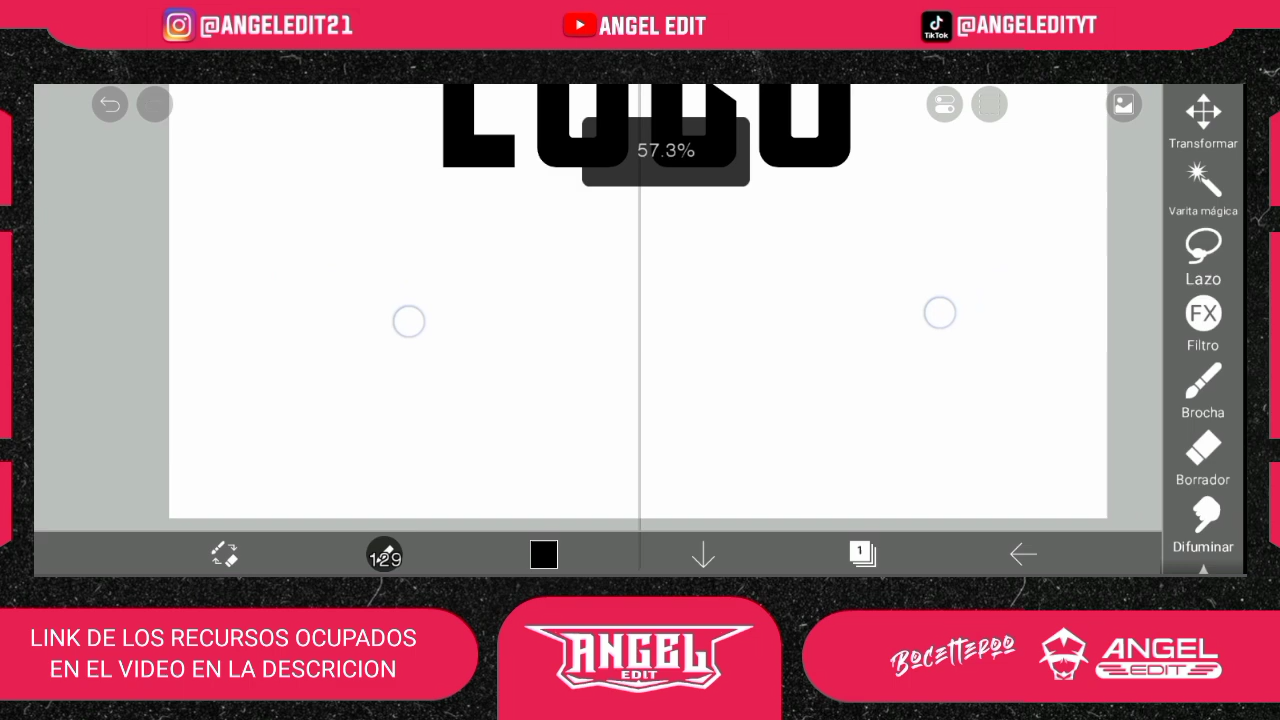 @ANGELEDIT21
ANGEL EDIT
TikTok
@ANGELEDITYT
LOGO
57.3%
Transformar
Varita mágica
Lazo
FX
Filtro
Brocha
Borrador
Difuminar
129
1
LINK DE LOS RECURSOS OCUPADOS
EN EL VIDEO EN LA DESCRICION
ANGEL
EDIT
BOCETTEROO
ANGEL
EDIT